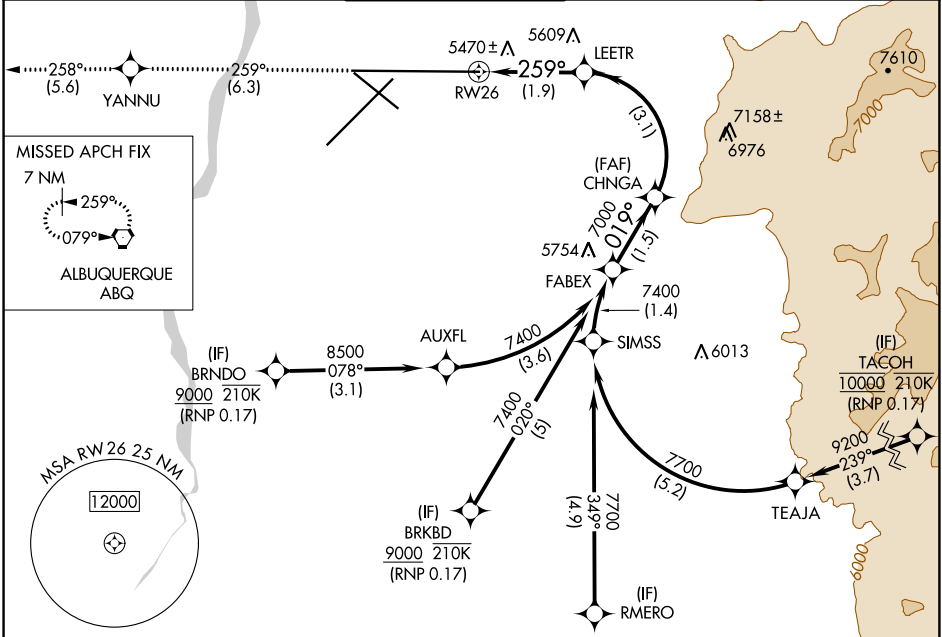 5470±
5609
LEETR
7610
258°
(5.6)
YANNU
259°
(6.3)
RW26
259°
(1.9)
7000
7158±
6976
(3.1)
MISSED APCH FIX
7 NM
259°
079°
ALBUQUERQUE
ABQ
(FAF)
CHNGA
7000
019°
(1.5)
5754
FABEX
7400
(1.4)
AUXFL
7400
(3.6)
SIMSS
6013
(IF)
BRNDO
9000 210K
(RNP 0.17)
8500
078°
(3.1)
(IF)
TACOH
10000 210K
(RNP 0.17)
9200
239°
(3.7)
TEAJA
7400
020°
(5)
7700
(5.2)
MSA RW26 25 NM
12000
(IF)
BRKBD
9000 210K
(RNP 0.17)
7700
349°
(4.9)
(IF)
RMERO
6000